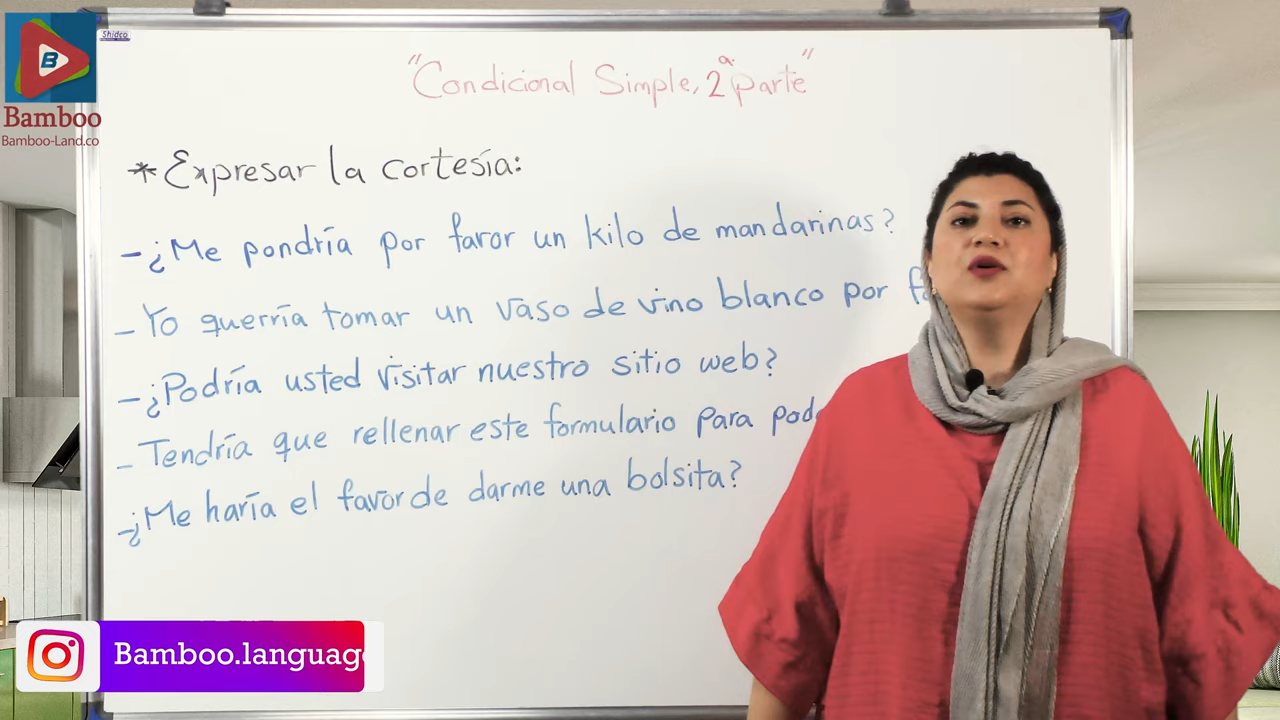 Shidco
Bamboo
Bamboo-Land.co
"Condicional Simple, 2ª parte"
* Expresar la cortesía:
- ¿Me pondría por favor un kilo de mandarinas?
- Yo querría tomar un vaso de vino blanco por
- ¿Podría usted visitar nuestro sitio web?
- Tendría que rellenar este formulario para
- ¿Me haría el favor de darme una bolsita?
Bamboo.language